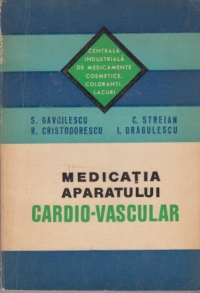 CENTRALA
INDUSTRIALĂ
DE MEDICAMENTE
COSMETICE,
COLORANȚI,
LACURI
S. GAVRILESCU C. STREIAN
R. CRISTODORESCU I. DRĂGULESCU
MEDICAȚIA
APARATULUI
CARDIO-VASCULAR